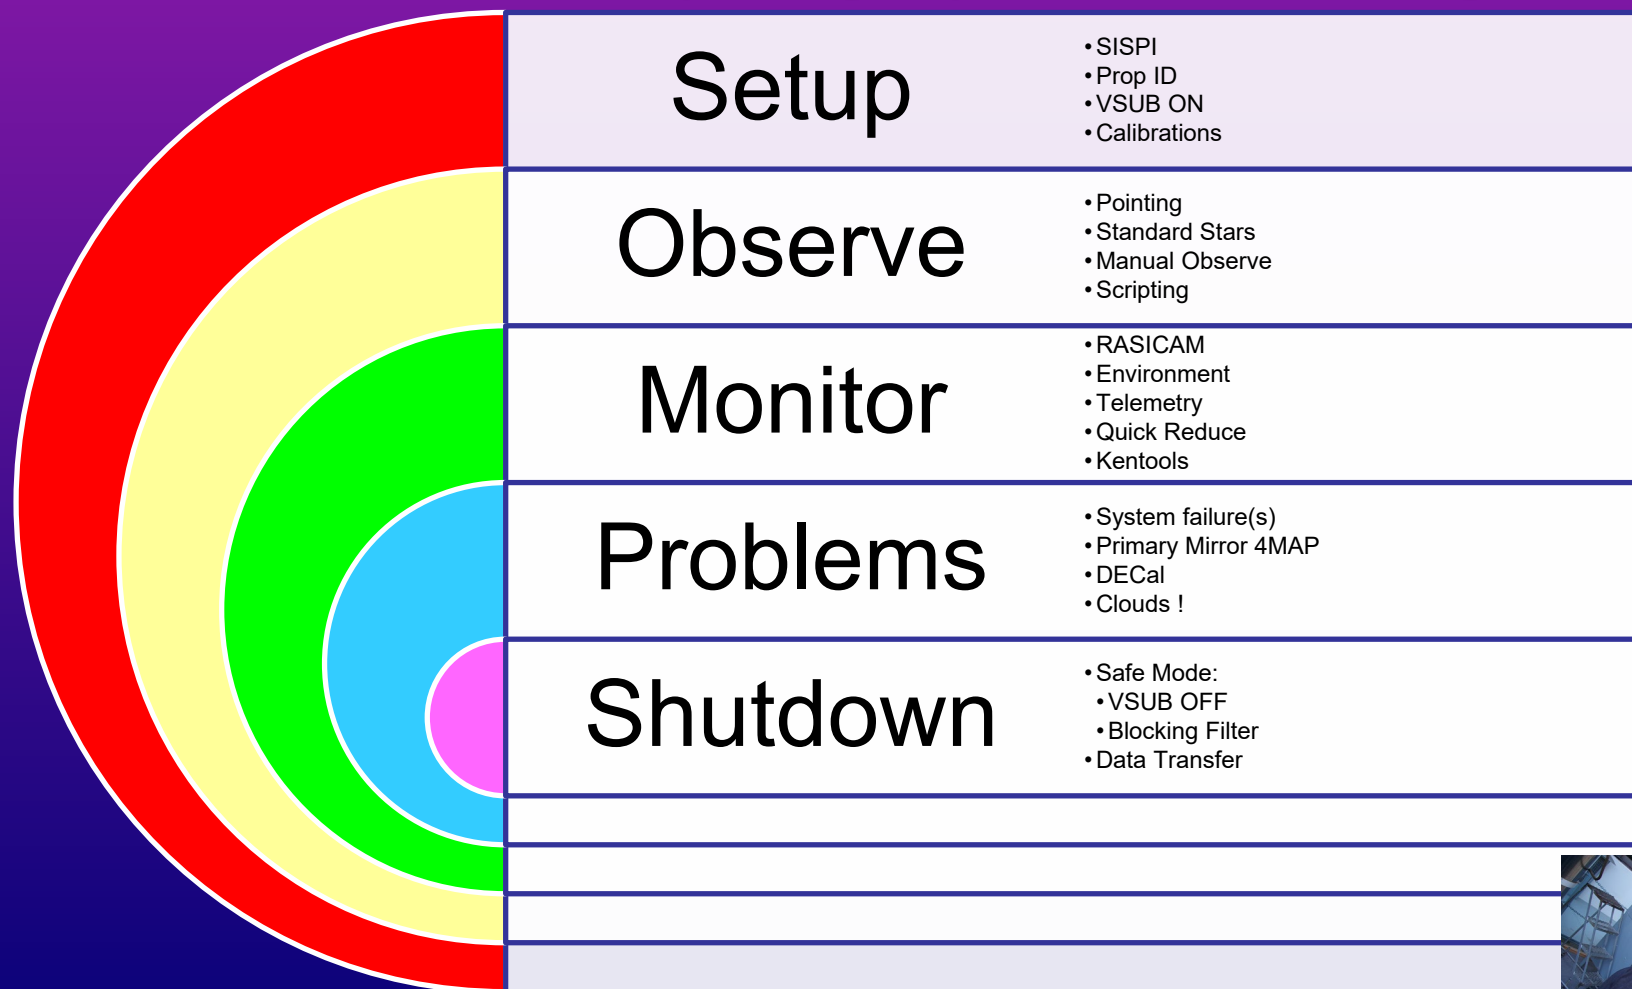 Setup
•SISPI
•Prop ID
•VSUB ON
•Calibrations
Observe
•Pointing
•Standard Stars
•Manual Observe
•Scripting
Monitor
•RASICAM
•Environment
•Telemetry
•Quick Reduce
•Kentools
Problems
•System failure(s)
•Primary Mirror 4MAP
•DECal
•Clouds !
Shutdown
•Safe Mode:
•VSUB OFF
•Blocking Filter
•Data Transfer